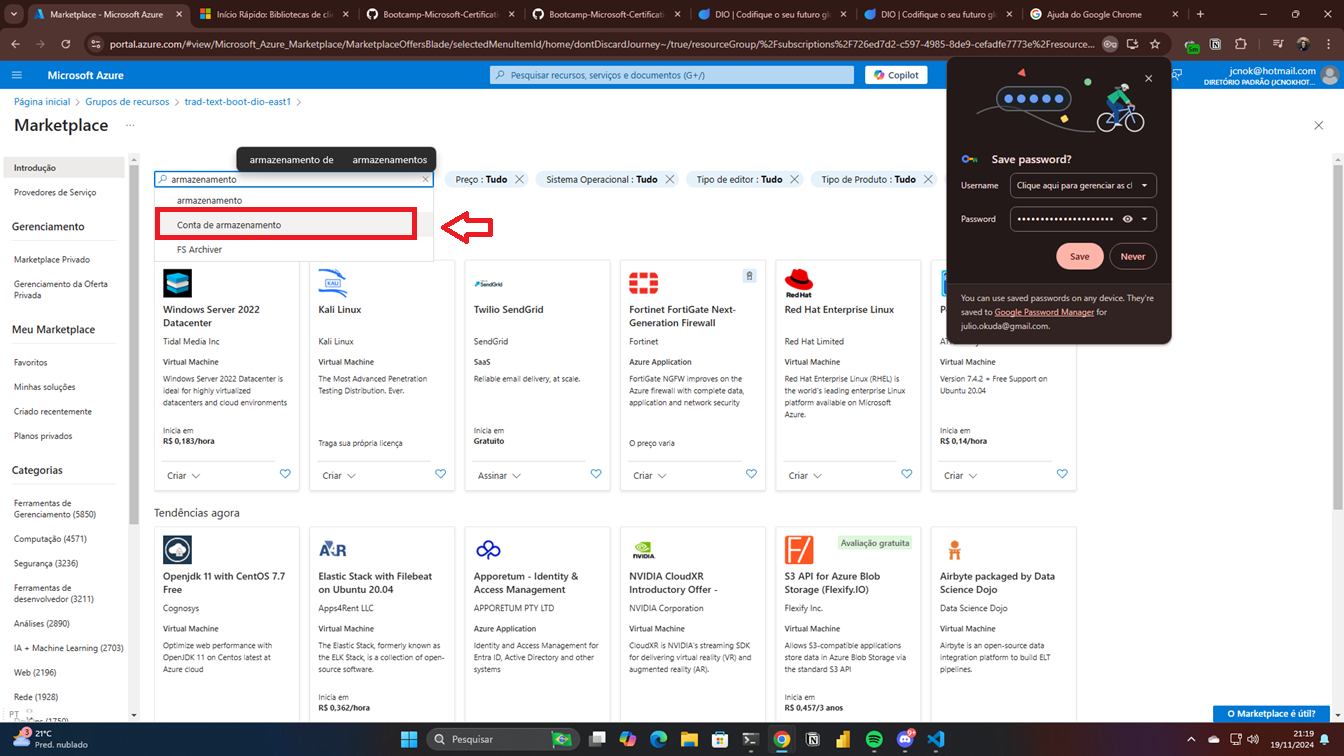 Marketplace - Microsoft Azure
Início Rápido: Bibliotecas de cli
Bootcamp-Microsoft-Certificati
Bootcamp-Microsoft-Certificati
DIO | Codifique o seu futuro glo
DIO | Codifique o seu futuro glo
Ajuda do Google Chrome
portal.azure.com/#view/Microsoft_Azure_Marketplace/MarketplaceOffersBlade/selectedMenuItemId/home/dontDiscardJourney~/true/resourceGroup/%2Fsubscriptions%2F726ed7d2-c597-4985-8de9-cefadfe7773e%2Fresource...
Microsoft Azure
Pesquisar recursos, serviços e documentos (G+/)
Copilot
jcnok@hotmail.com
DIRETÓRIO PADRÃO (JCNOKHOT...
Página inicial > Grupos de recursos > trad-text-boot-dio-east1 >
Marketplace ...
Introdução
Provedores de Serviço
Gerenciamento
Marketplace Privado
Gerenciamento da Oferta
Privada
Meu Marketplace
Favoritos
Minhas soluções
Criado recentemente
Planos privados
Categorias
Ferramentas de
Gerenciamento (5850)
Computação (4571)
Segurança (3236)
Ferramentas de
desenvolvedor (3211)
Análises (2890)
IA + Machine Learning (2703)
Web (2196)
Rede (1928)
armazenamento de armazenamentos
armazenamento
Preço : Tudo
Sistema Operacional : Tudo
Tipo de editor : Tudo
Tipo de Produto : Tudo
armazenamento
Conta de armazenamento
FS Archiver
Windows Server 2022
Datacenter
Tidal Media Inc
Virtual Machine
Windows Server 2022 Datacenter is
ideal for highly virtualized
datacenters and cloud environments
Inicia em
R$ 0,183/hora
Criar
KALI
Kali Linux
Kali Linux
Virtual Machine
The Most Advanced Penetration
Testing Distribution. Ever.
Traga sua própria licença
Criar
SendGrid
Twilio SendGrid
SendGrid
SaaS
Reliable email delivery, at scale.
Inicia em
Gratuito
Assinar
Fortinet FortiGate Next-
Generation Firewall
Fortinet
Azure Application
FortiGate NGFW improves on the
Azure firewall with complete data,
application and network security
O preço varia
Criar
Red Hat
Red Hat Enterprise Linux
Red Hat Limited
Virtual Machine
Red Hat Enterprise Linux (RHEL) is
the world's leading enterprise Linux
platform available on Microsoft
Azure.
Criar
Virtual Machine
Version 7.4.2 + Free Support on
Ubuntu 20.04
Inicia em
R$ 0,14/hora
Criar
Save password?
Username
Clique aqui para gerenciar as cl
Password
Save
Never
You can use saved passwords on any device. They're
saved to Google Password Manager for
julio.okuda@gmail.com.
Tendências agora
Openjdk 11 with CentOS 7.7
Free
Cognosys
Virtual Machine
Optimize web performance with
OpenJDK 11 on Centos latest at
Azure cloud
A4R
Elastic Stack with Filebeat
on Ubuntu 20.04
Apps4Rent LLC
Virtual Machine
The Elastic Stack, formerly known as
the ELK Stack, is a collection of open-
source software.
Inicia em
R$ 0,362/hora
Apporetum - Identity &
Access Management
APPORETUM PTY LTD
Azure Application
Identity and Access Management for
Entra ID, Active Directory and other
systems
NVIDIA
NVIDIA CloudXR
Introductory Offer -
NVIDIA Corporation
Virtual Machine
CloudXR is NVIDIA's streaming SDK
for delivering virtual reality (VR) and
augmented reality (AR).
Avaliação gratuita
S3 API for Azure Blob
Storage (Flexify.IO)
Flexify Inc.
Virtual Machine
Allows S3-compatible applications
store data in Azure Blob Storage via
the standard S3 API
Inicia em
R$ 0,457/3 anos
Airbyte packaged by Data
Science Dojo
Data Science Dojo
Virtual Machine
Airbyte is an open-source data
integration platform to build ELT
pipelines.
O Marketplace é útil?
PT
21°C
Pred. nublado
Pesquisar
21:19
19/11/2024